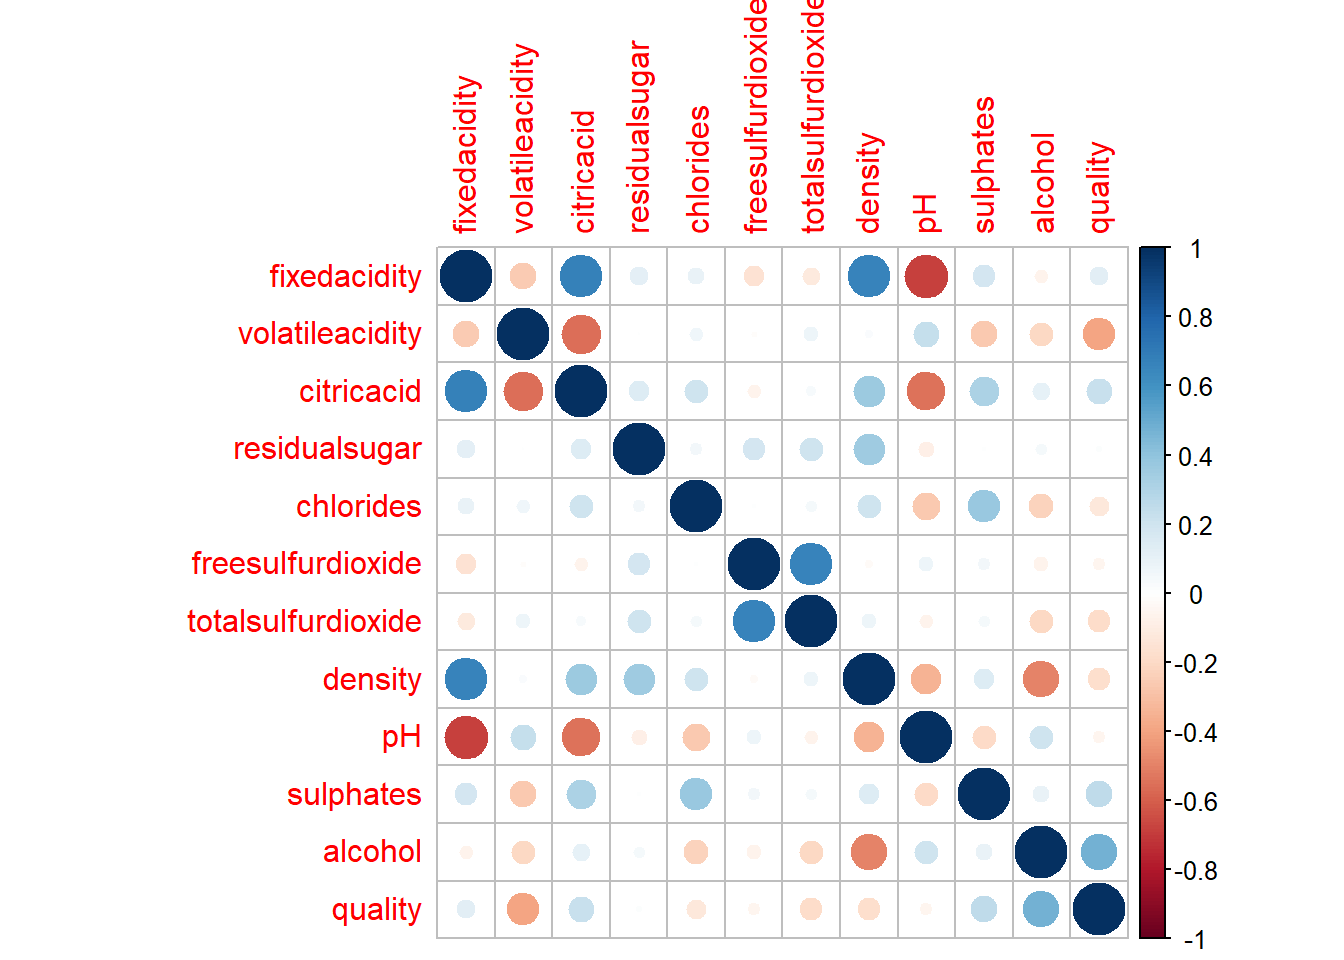 fixedacidity
volatileacidity
citricacid
residualsugar
chlorides
freesulfurdioxide
totalsulfurdioxide
density
pH
sulphates
alcohol
quality
fixedacidity
volatileacidity
citricacid
residualsugar
chlorides
freesulfurdioxide
totalsulfurdioxide
density
pH
sulphates
alcohol
quality
1
0.8
0.6
0.4
0.2
0
-0.2
-0.4
-0.6
-0.8
-1